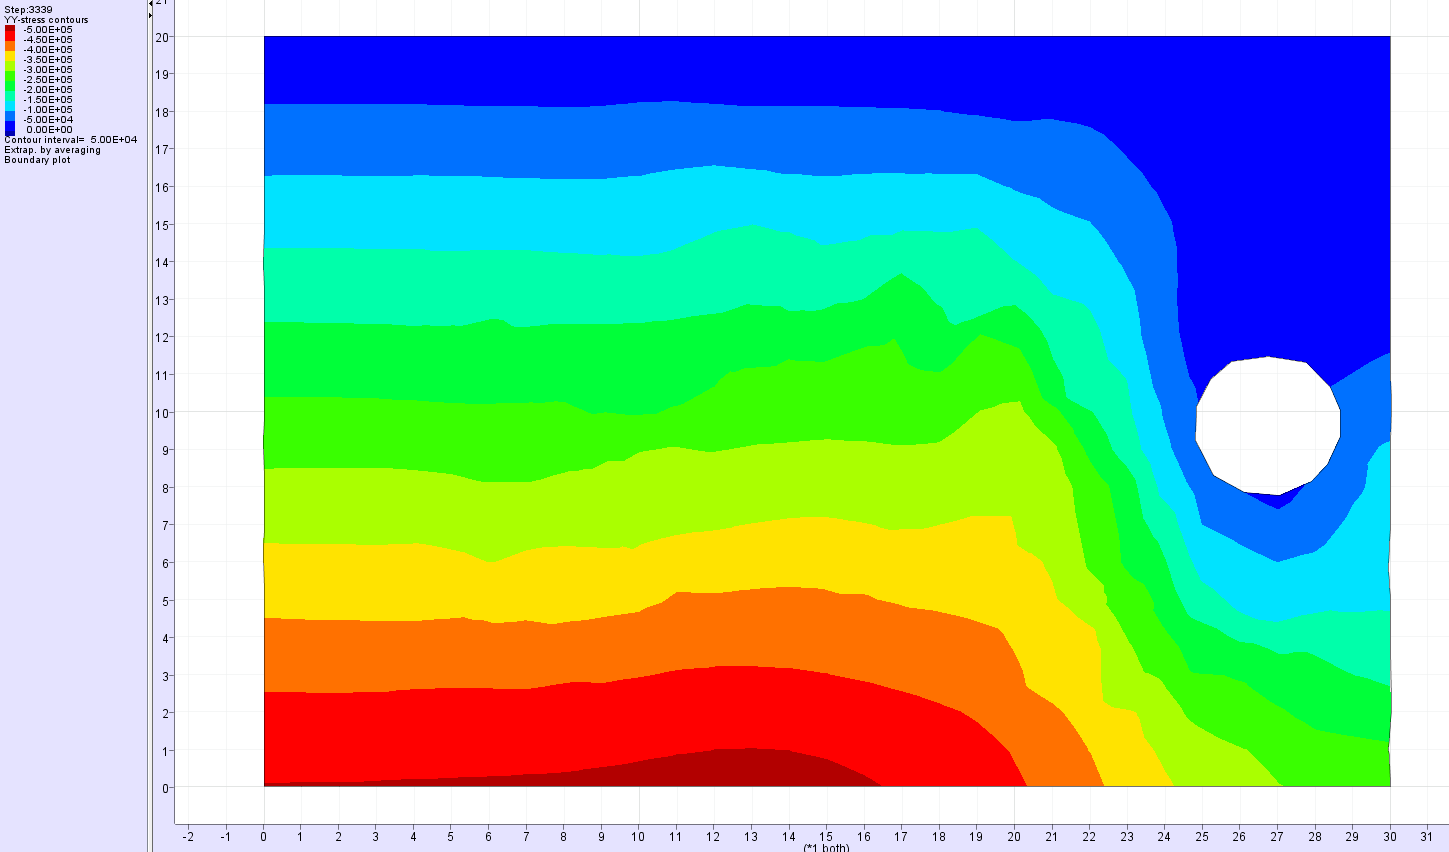 Step:3339
YY-stress contours
-5.00E+05
-4.50E+05
-4.00E+05
-3.50E+05
-3.00E+05
-2.50E+05
-2.00E+05
-1.50E+05
-1.00E+05
-5.00E+04
0.00E+00
Contour interval= 5.00E+04
Extrap. by averaging
Boundary plot
21
20
19
18
17
16
15
14
13
12
11
10
9
8
7
6
5
4
3
2
1
0
-2 -1 0 1 2 3 4 5 6 7 8 9 10 11 12 13 14 15 16 17 18 19 20 21 22 23 24 25 26 27 28 29 30 31
(*1 both)